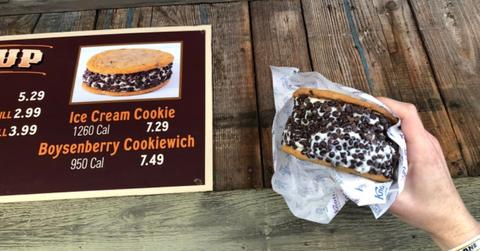 UP
5.29
2.99
3.99
Ice Cream Cookie
1260 Cal 7.29
Boysenberry Cookiewich
950 Cal 7.49